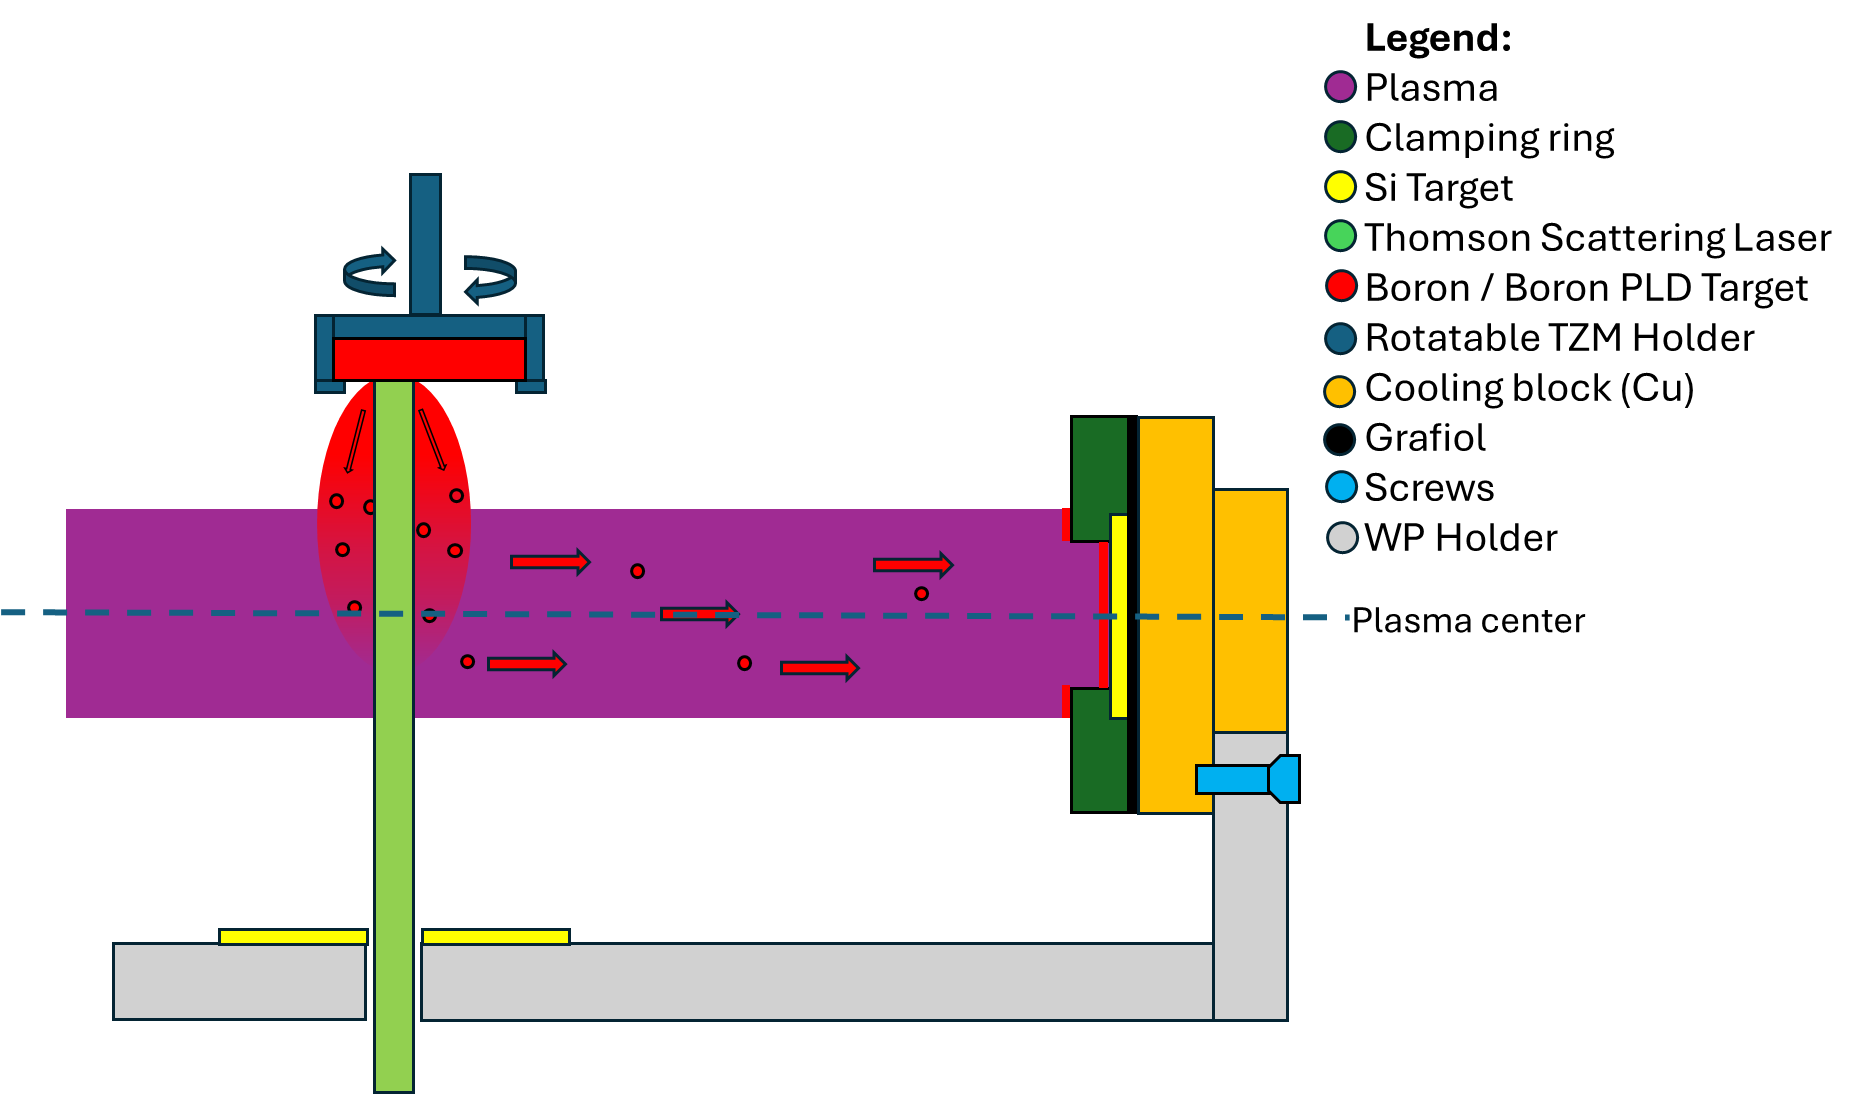 Legend:
Plasma
Clamping ring
Si Target
Thomson Scattering Laser
Boron / Boron PLD Target
Rotatable TZM Holder
Cooling block (Cu)
Grafiol
Screws
WP Holder
Plasma center